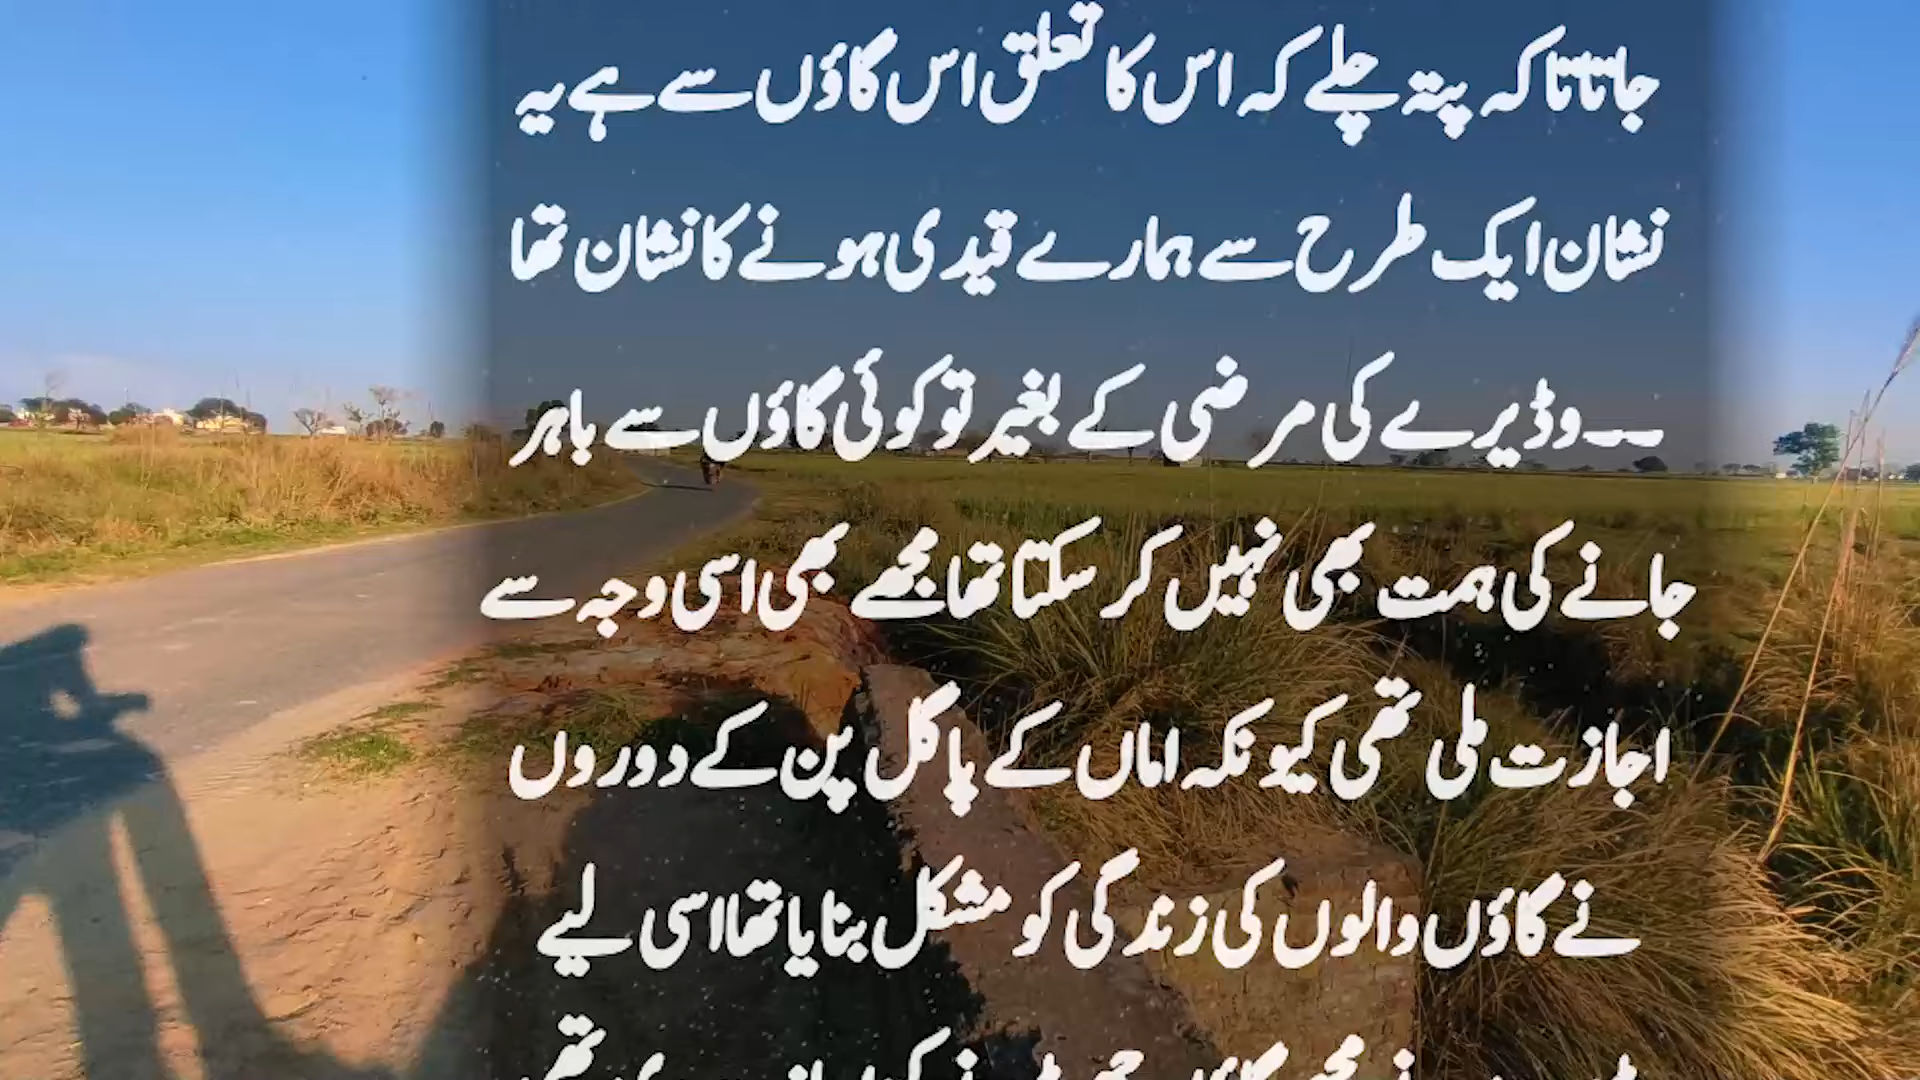 جاتا تاکہ پتہ چلے کہ اس کا تعلق اس گاؤں سے ہے یہ
نشان ایک طرح سے ہمارے قیدی ہونے کا نشان تھا
۔۔وڈیرے کی مرضی کے بغیر تو کوئی گاؤں سے باہر
جانے کی ہمت بھی نہیں کر سکتا تھا مجھے بھی اسی وجہ سے
اجازت ملی تھی کیونکہ اماں کے پاگل پن کے دوروں
نے گاؤں والوں کی زندگی کو مشکل بنایا تھا اسی لیے